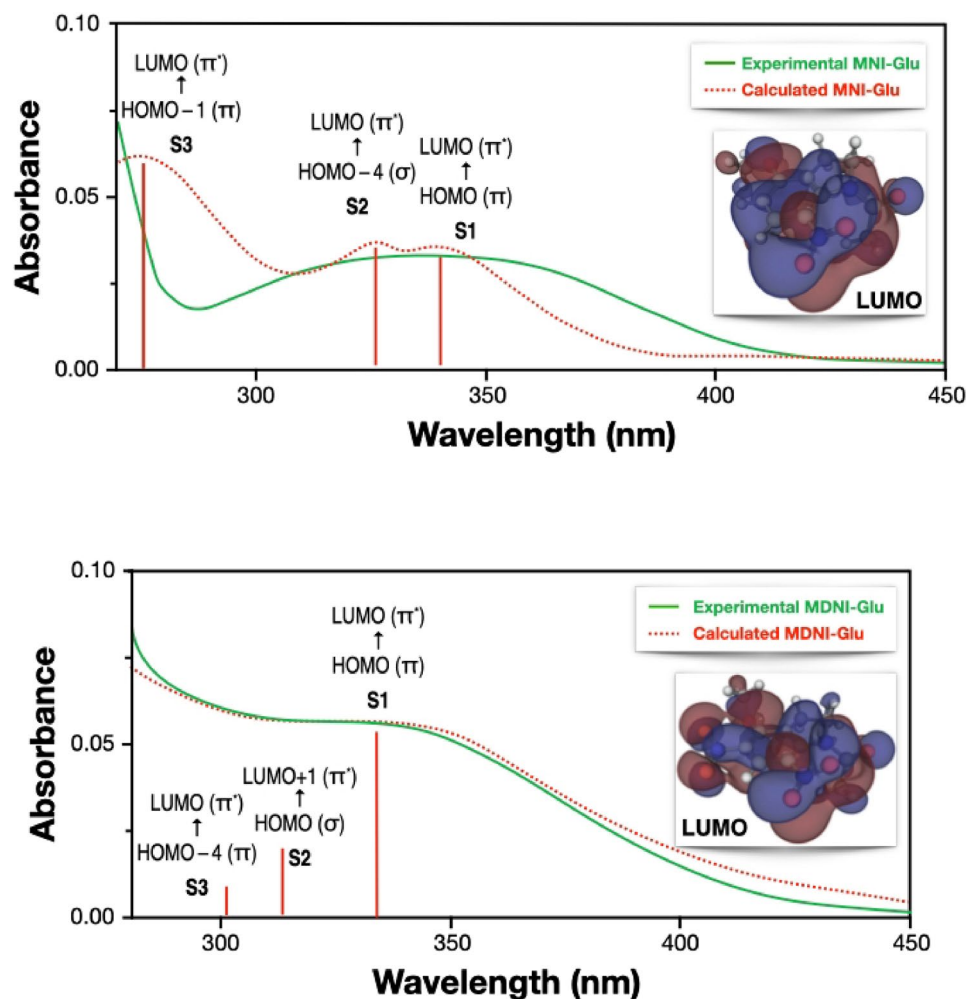 0.10
LUMO (π*)
↑
HOMO−1 (π)
S3
LUMO (π*)
↑
HOMO−4 (σ)
S2
LUMO (π*)
↑
HOMO (π)
S1
Experimental MNI-Glu
Calculated MNI-Glu
LUMO
Absorbance
0.05
0.00
300
350
400
450
Wavelength (nm)
0.10
LUMO (π*)
↑
HOMO (π)
S1
Experimental MDNI-Glu
Calculated MDNI-Glu
LUMO
Absorbance
0.05
LUMO+1 (π*)
↑
HOMO (σ)
S2
LUMO (π*)
↑
HOMO−4 (π)
S3
0.00
300
350
400
450
Wavelength (nm)